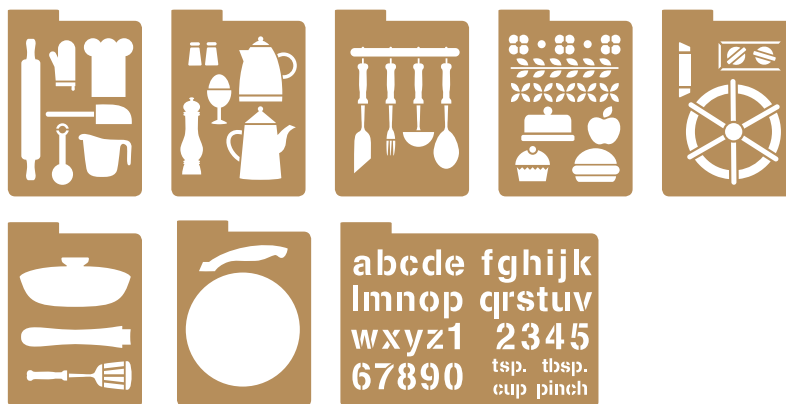 abcde fghijk
lmnop qrstuv
wxyz1 2345
67890 tsp. tbsp.
cup pinch